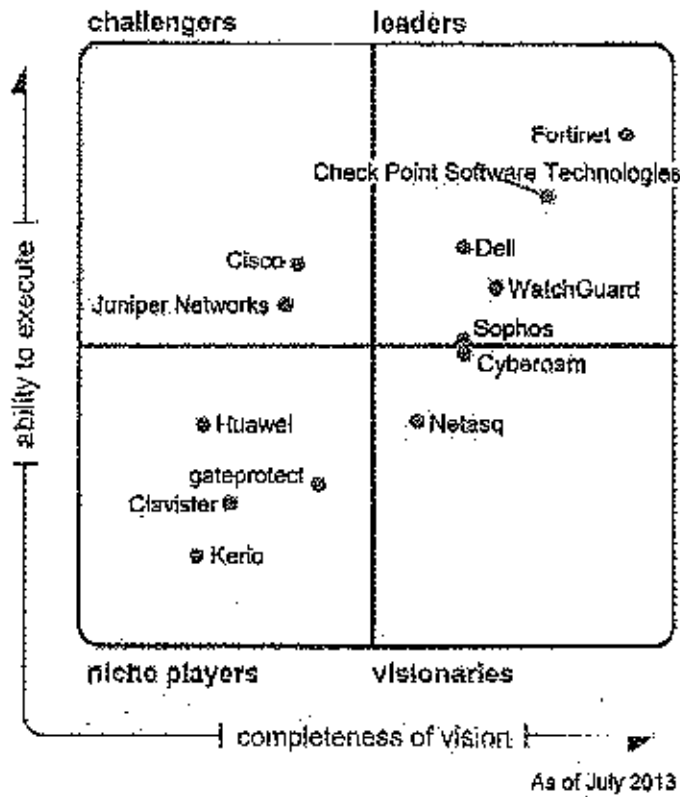 challengers
leaders
Fortinet
Check Point Software Technologies
Dell
Cisco
WatchGuard
Juniper Networks
Sophos
Cyberoam
Huawei
Netasq
gateprotect
Clavister
Kerio
ability to execute
niche players
visionaries
completeness of vision
As of July 2013